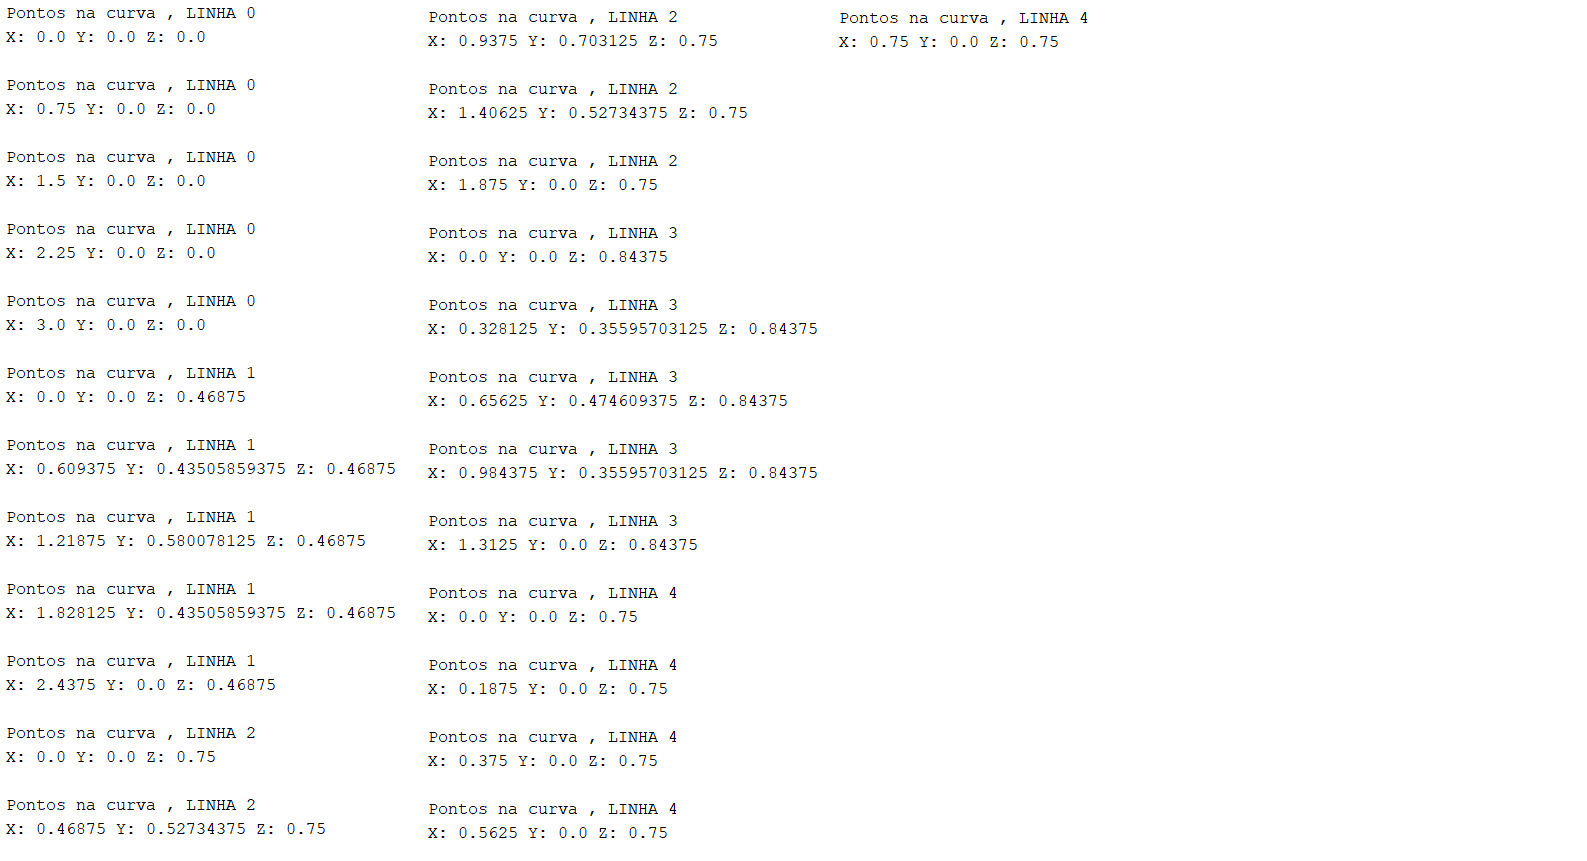 Pontos na curva , LINHA 0
X: 0.0 Y: 0.0 Z: 0.0
Pontos na curva , LINHA 0
X: 0.75 Y: 0.0 Z: 0.0
Pontos na curva , LINHA 0
X: 1.5 Y: 0.0 Z: 0.0
Pontos na curva , LINHA 0
X: 2.25 Y: 0.0 Z: 0.0
Pontos na curva , LINHA 0
X: 3.0 Y: 0.0 Z: 0.0
Pontos na curva , LINHA 1
X: 0.0 Y: 0.0 Z: 0.46875
Pontos na curva , LINHA 1
X: 0.609375 Y: 0.43505859375 Z: 0.46875
Pontos na curva , LINHA 1
X: 1.21875 Y: 0.580078125 Z: 0.46875
Pontos na curva , LINHA 1
X: 1.828125 Y: 0.43505859375 Z: 0.46875
Pontos na curva , LINHA 1
X: 2.4375 Y: 0.0 Z: 0.46875
Pontos na curva , LINHA 2
X: 0.0 Y: 0.0 Z: 0.75
Pontos na curva , LINHA 2
X: 0.46875 Y: 0.52734375 Z: 0.75
Pontos na curva , LINHA 2
X: 0.9375 Y: 0.703125 Z: 0.75
Pontos na curva , LINHA 2
X: 1.40625 Y: 0.52734375 Z: 0.75
Pontos na curva , LINHA 2
X: 1.875 Y: 0.0 Z: 0.75
Pontos na curva , LINHA 3
X: 0.0 Y: 0.0 Z: 0.84375
Pontos na curva , LINHA 3
X: 0.328125 Y: 0.35595703125 Z: 0.84375
Pontos na curva , LINHA 3
X: 0.65625 Y: 0.474609375 Z: 0.84375
Pontos na curva , LINHA 3
X: 0.984375 Y: 0.35595703125 Z: 0.84375
Pontos na curva , LINHA 3
X: 1.3125 Y: 0.0 Z: 0.84375
Pontos na curva , LINHA 4
X: 0.0 Y: 0.0 Z: 0.75
Pontos na curva , LINHA 4
X: 0.1875 Y: 0.0 Z: 0.75
Pontos na curva , LINHA 4
X: 0.375 Y: 0.0 Z: 0.75
Pontos na curva , LINHA 4
X: 0.5625 Y: 0.0 Z: 0.75
Pontos na curva , LINHA 4
X: 0.75 Y: 0.0 Z: 0.75